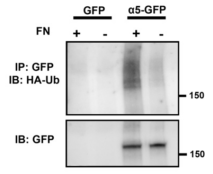 GFP α5-GFP
FN + - + -
IP: GFP
IB: HA-Ub
150
IB: GFP
150